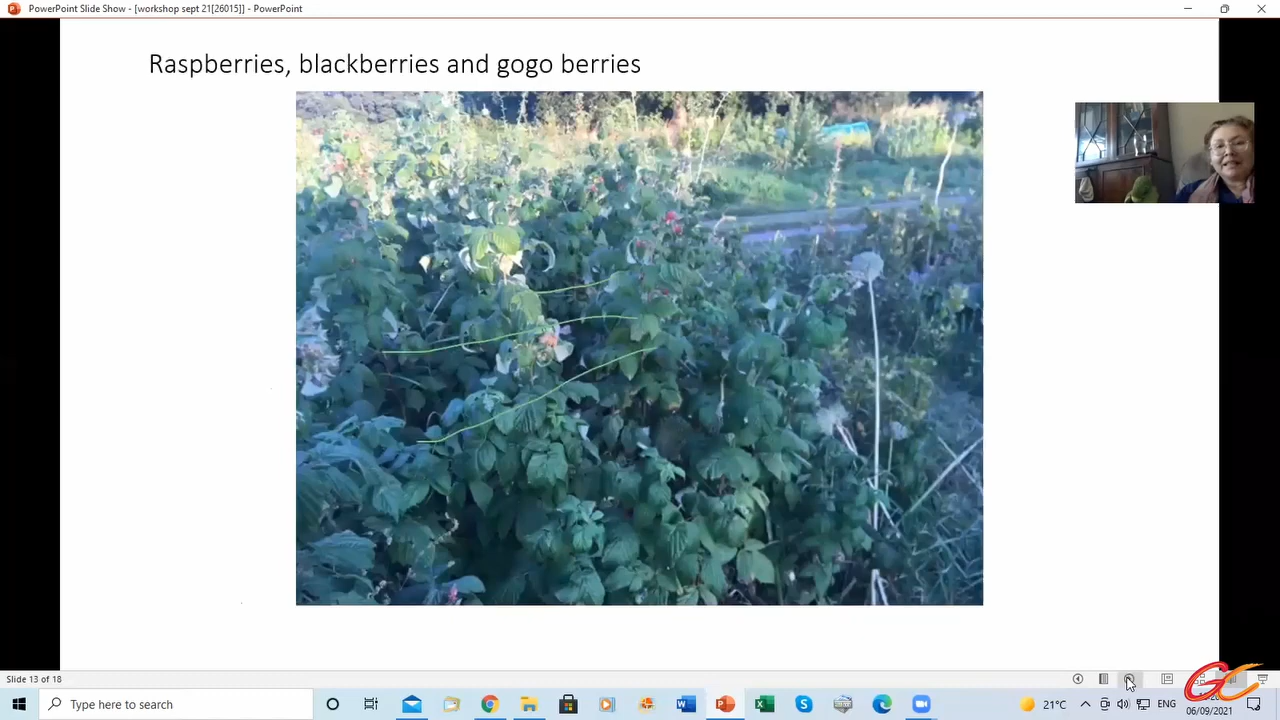 PowerPoint Slide Show - [workshop sept 21[26015]] - PowerPoint
Raspberries, blackberries and gogo berries
Slide 13 of 18
Type here to search
21°C
ENG
06/09/2021
GC